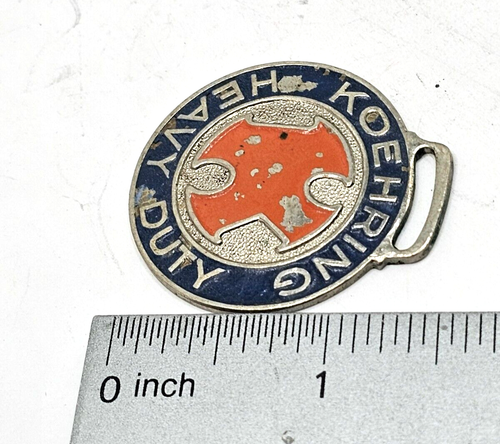 KOEHRING
HEAVY DUTY
0 inch 1